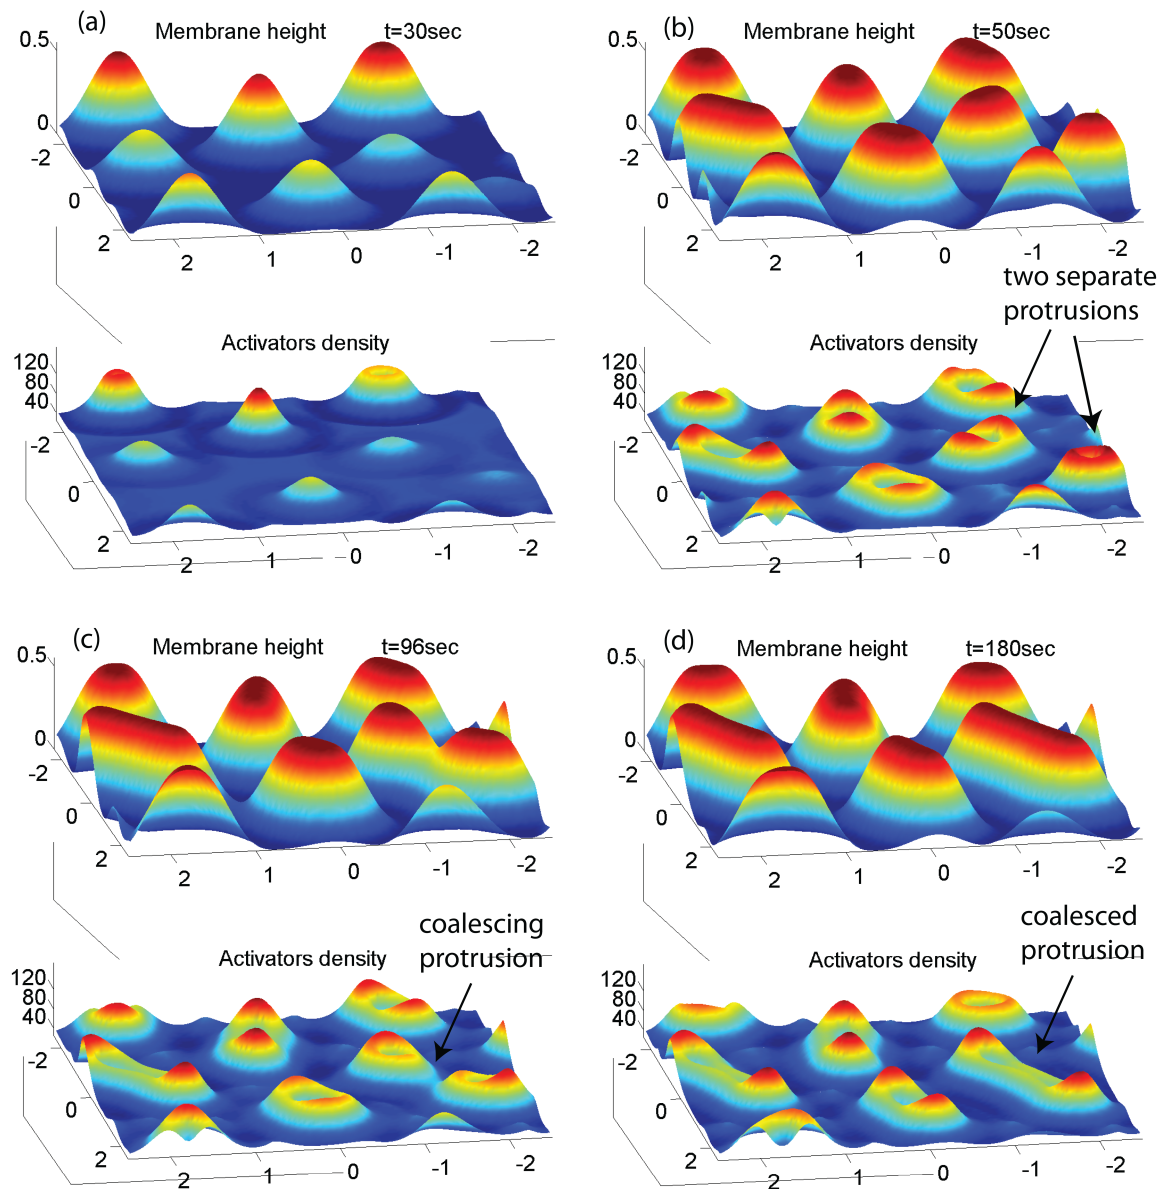 (a) Membrane height t=30sec
0.5
0
-2
0
2
2 1 0 -1 -2
Activators density
120
80
40
-2
0
2
2 1 0 -1 -2
(b) Membrane height t=50sec
0.5
0
-2
0
2
2 1 0 -1 -2
two separate
protrusions
Activators density
120
80
40
-2
0
2
2 1 0 -1 -2
(c) Membrane height t=96sec
0.5
0
-2
0
2
2 1 0 -1 -2
coalescing
protrusion
Activators density
120
80
40
-2
0
2
2 1 0 -1 -2
(d) Membrane height t=180sec
0.5
0
-2
0
2
2 1 0 -1 -2
coalesced
protrusion
Activators density
120
80
40
-2
0
2
2 1 0 -1 -2